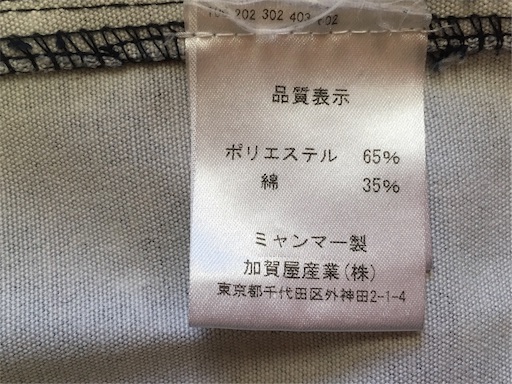 202 302 403
品質表示
ポリエステル 65%
綿 35%
ミャンマー製
加賀屋産業(株)
東京都千代田区外神田2-1-4